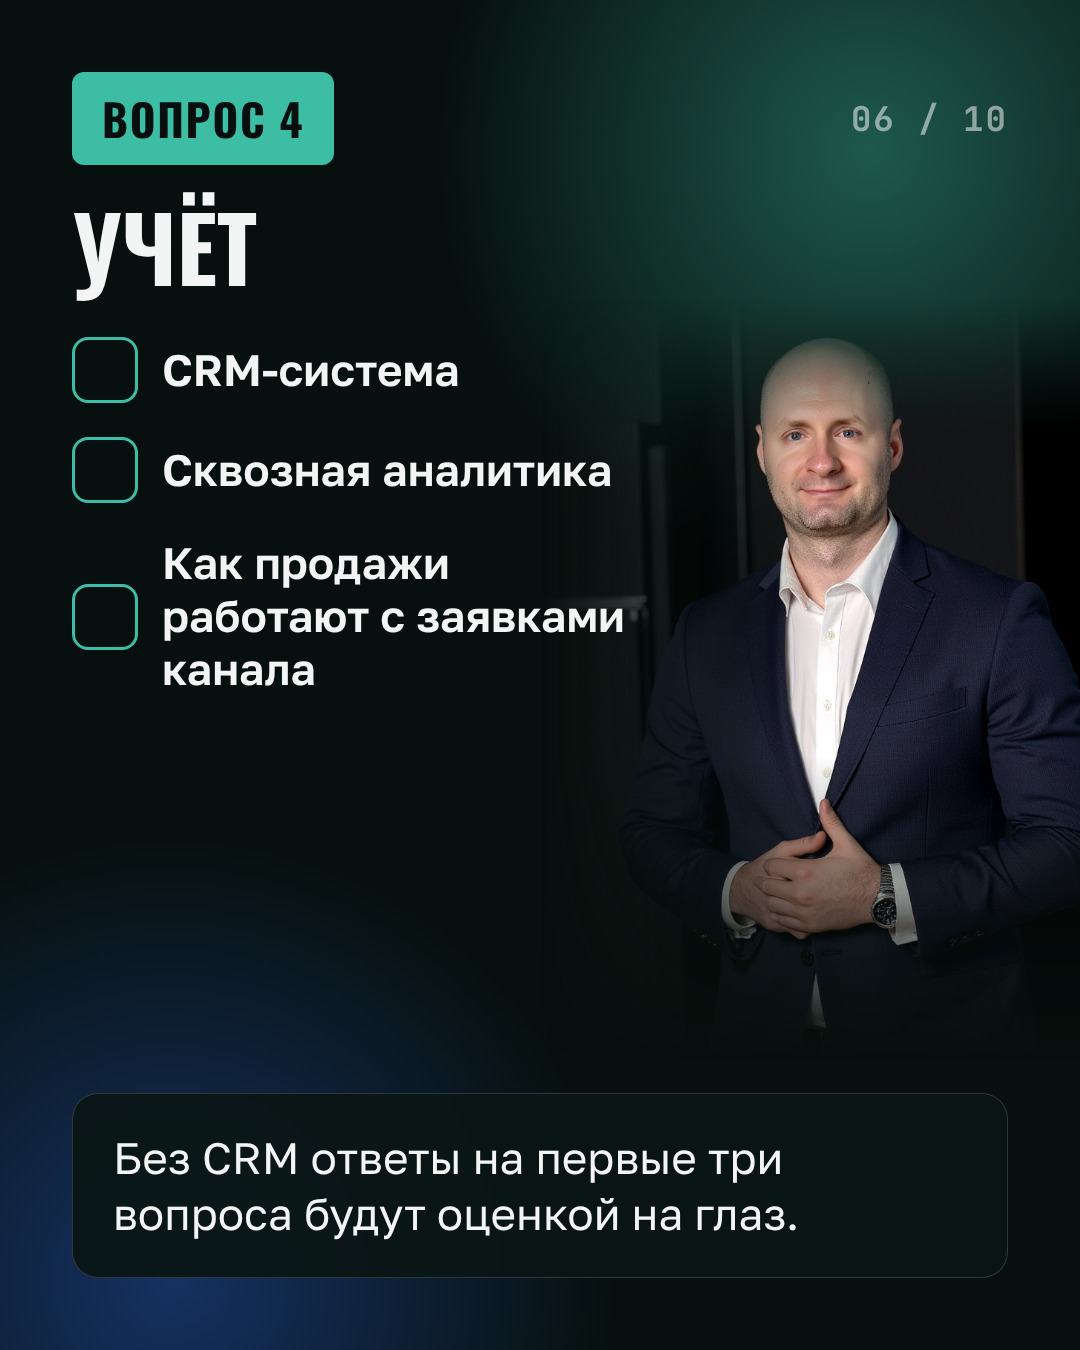 ВОПРОС 4
06 / 10
УЧЁТ
CRM-система
Сквозная аналитика
Как продажи
работают с заявками
канала
Без CRM ответы на первые три
вопроса будут оценкой на глаз.